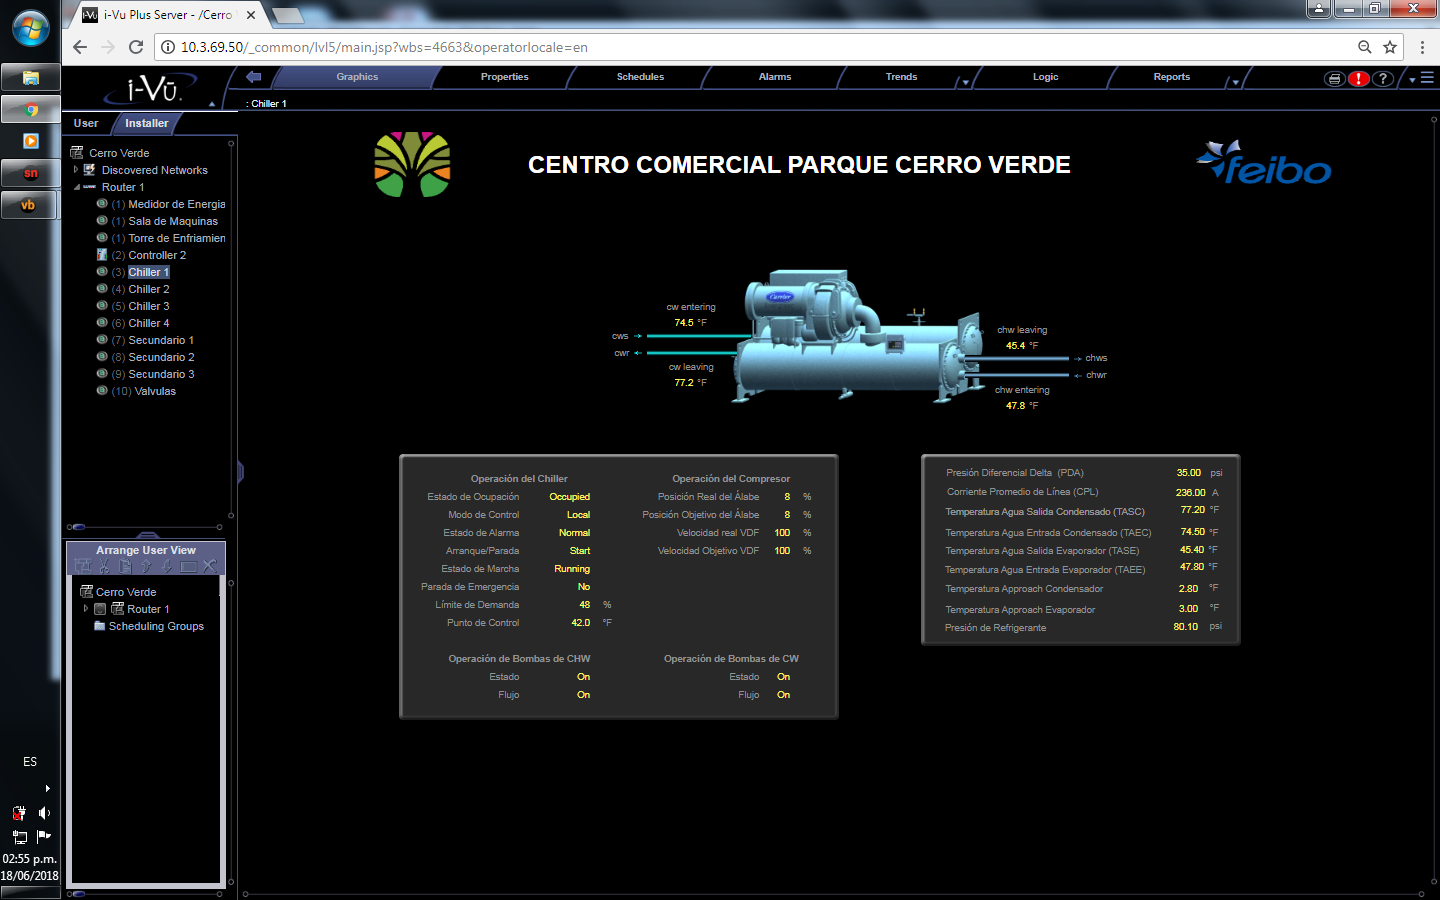 i-Vu Plus Server - /Cerro
10.3.69.50/_common/lvl5/main.jsp?wbs=4663&operatorlocale=en
i-Vū
Graphics
Properties
Schedules
Alarms
Trends
Logic
Reports
: Chiller 1
User
Installer
Cerro Verde
Discovered Networks
Router 1
(1) Medidor de Energia
(1) Sala de Maquinas
(1) Torre de Enfriamien
(2) Controller 2
(3) Chiller 1
(4) Chiller 2
(5) Chiller 3
(6) Chiller 4
(7) Secundario 1
(8) Secundario 2
(9) Secundario 3
(10) Valvulas
Arrange User View
Cerro Verde
Router 1
Scheduling Groups
CENTRO COMERCIAL PARQUE CERRO VERDE
feibo
Carrier
cw entering
74.5 °F
cws
cwr
cw leaving
77.2 °F
chw leaving
45.4 °F
chws
chwr
chw entering
47.8 °F
Operación del Chiller
Estado de Ocupación Occupied
Modo de Control Local
Estado de Alarma Normal
Arranque/Parada Start
Estado de Marcha Running
Parada de Emergencia No
Límite de Demanda 48 %
Punto de Control 42.0 °F
Operación del Compresor
Posición Real del Álabe 8 %
Posición Objetivo del Álabe 8 %
Velocidad real VDF 100 %
Velocidad Objetivo VDF 100 %
Operación de Bombas de CHW
Estado On
Flujo On
Operación de Bombas de CW
Estado On
Flujo On
Presión Diferencial Delta (PDA) 35.00 psi
Corriente Promedio de Línea (CPL) 236.00 A
Temperatura Agua Salida Condensado (TASC) 77.20 °F
Temperatura Agua Entrada Condensado (TAEC) 74.50 °F
Temperatura Agua Salida Evaporador (TASE) 45.40 °F
Temperatura Agua Entrada Evaporador (TAEE) 47.80 °F
Temperatura Approach Condensador 2.80 °F
Temperatura Approach Evaporador 3.00 °F
Presión de Refrigerante 80.10 psi
sn
vb
ES
02:55 p.m.
18/06/2018